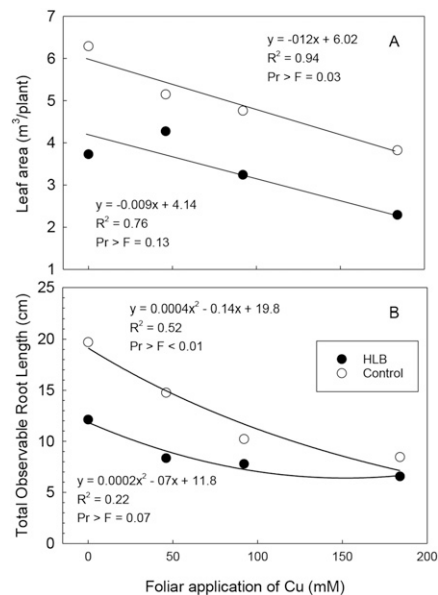 y = -012x + 6.02
R² = 0.94
Pr > F = 0.03
A
Leaf area (m³/plant)
7
6
5
4
3
2
1
y = -0.009x + 4.14
R² = 0.76
Pr > F = 0.13
y = 0.0004x² - 0.14x + 19.8
R² = 0.52
Pr > F < 0.01
B
HLB
Control
Total Observable Root Length (cm)
25
20
15
10
5
0
y = 0.0002x² - 07x + 11.8
R² = 0.22
Pr > F = 0.07
0 50 100 150 200
Foliar application of Cu (mM)